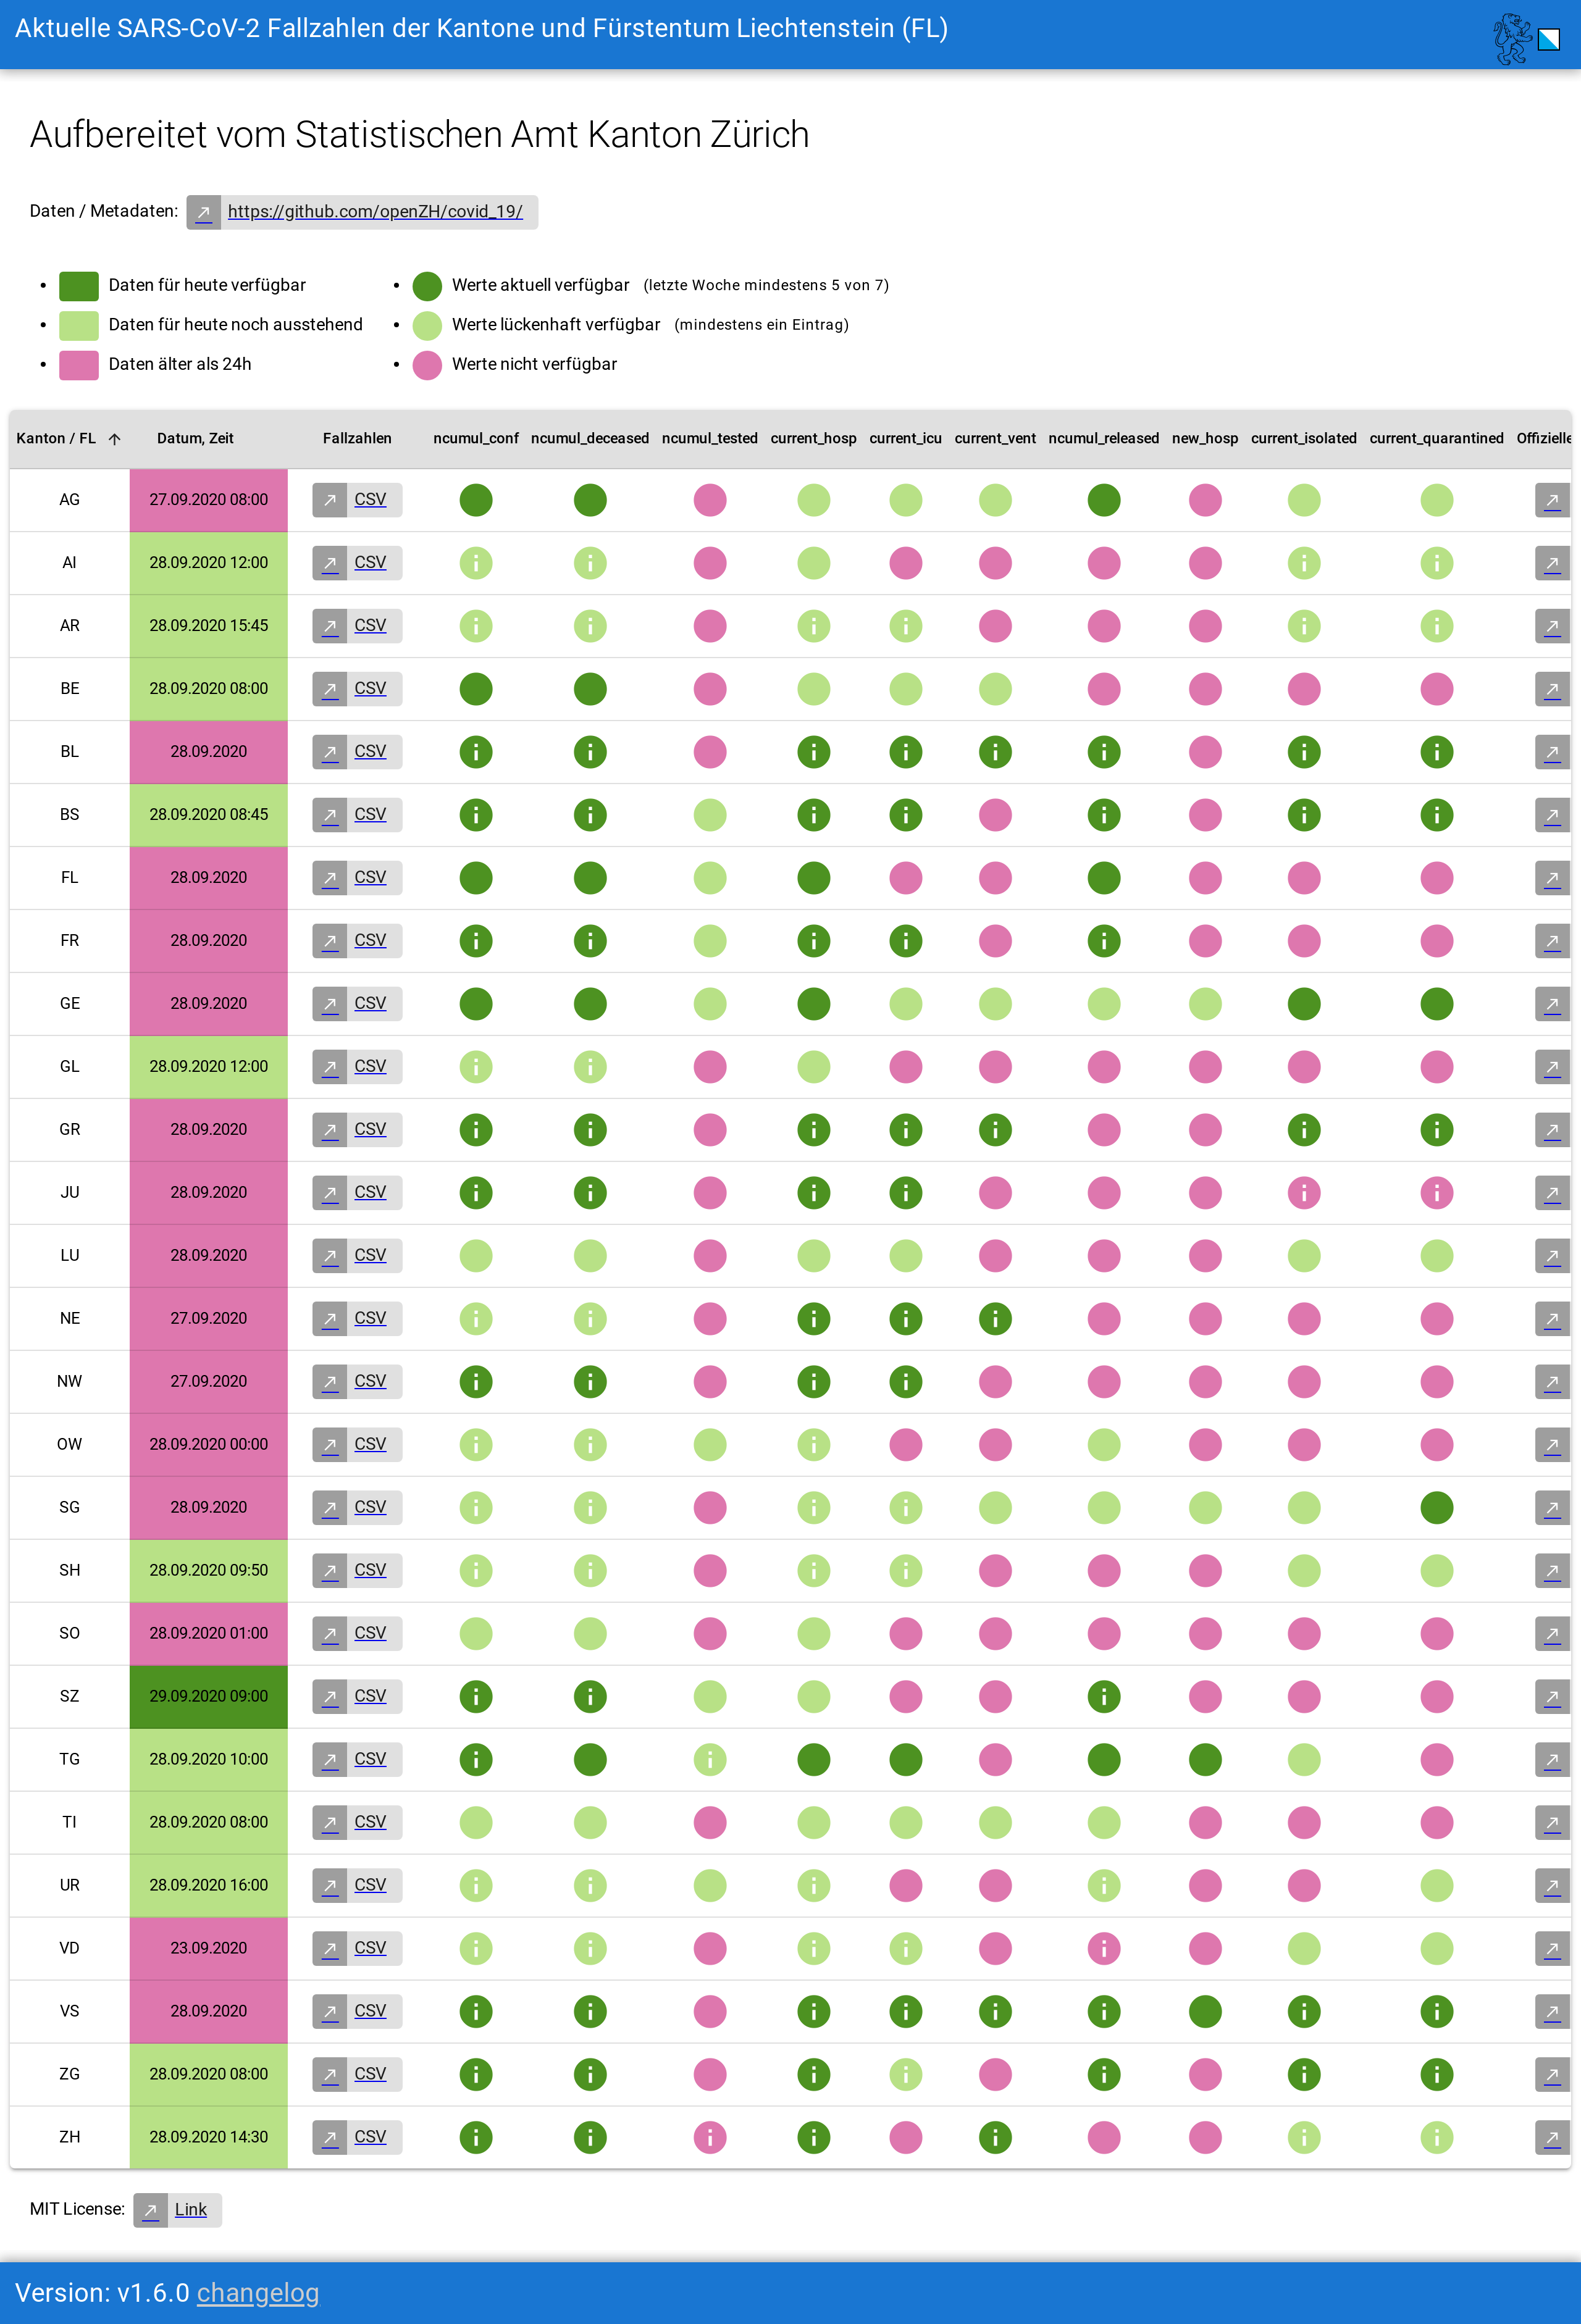 Aktuelle SARS-CoV-2 Fallzahlen der Kantone und Fürstentum Liechtenstein (FL)
Aufbereitet vom Statistischen Amt Kanton Zürich
Daten / Metadaten: https://github.com/openZH/covid_19/
Daten für heute verfügbar
Daten für heute noch ausstehend
Daten älter als 24h
Werte aktuell verfügbar (letzte Woche mindestens 5 von 7)
Werte lückenhaft verfügbar (mindestens ein Eintrag)
Werte nicht verfügbar
Kanton / FL Datum, Zeit Fallzahlen ncumul_conf ncumul_deceased ncumul_tested current_hosp current_icu current_vent ncumul_released new_hosp current_isolated current_quarantined Offizielle
AG 27.09.2020 08:00 CSV
AI 28.09.2020 12:00 CSV
AR 28.09.2020 15:45 CSV
BE 28.09.2020 08:00 CSV
BL 28.09.2020 CSV
BS 28.09.2020 08:45 CSV
FL 28.09.2020 CSV
FR 28.09.2020 CSV
GE 28.09.2020 CSV
GL 28.09.2020 12:00 CSV
GR 28.09.2020 CSV
JU 28.09.2020 CSV
LU 28.09.2020 CSV
NE 27.09.2020 CSV
NW 27.09.2020 CSV
OW 28.09.2020 00:00 CSV
SG 28.09.2020 CSV
SH 28.09.2020 09:50 CSV
SO 28.09.2020 01:00 CSV
SZ 29.09.2020 09:00 CSV
TG 28.09.2020 10:00 CSV
TI 28.09.2020 08:00 CSV
UR 28.09.2020 16:00 CSV
VD 23.09.2020 CSV
VS 28.09.2020 CSV
ZG 28.09.2020 08:00 CSV
ZH 28.09.2020 14:30 CSV
MIT License: Link
Version: v1.6.0 changelog